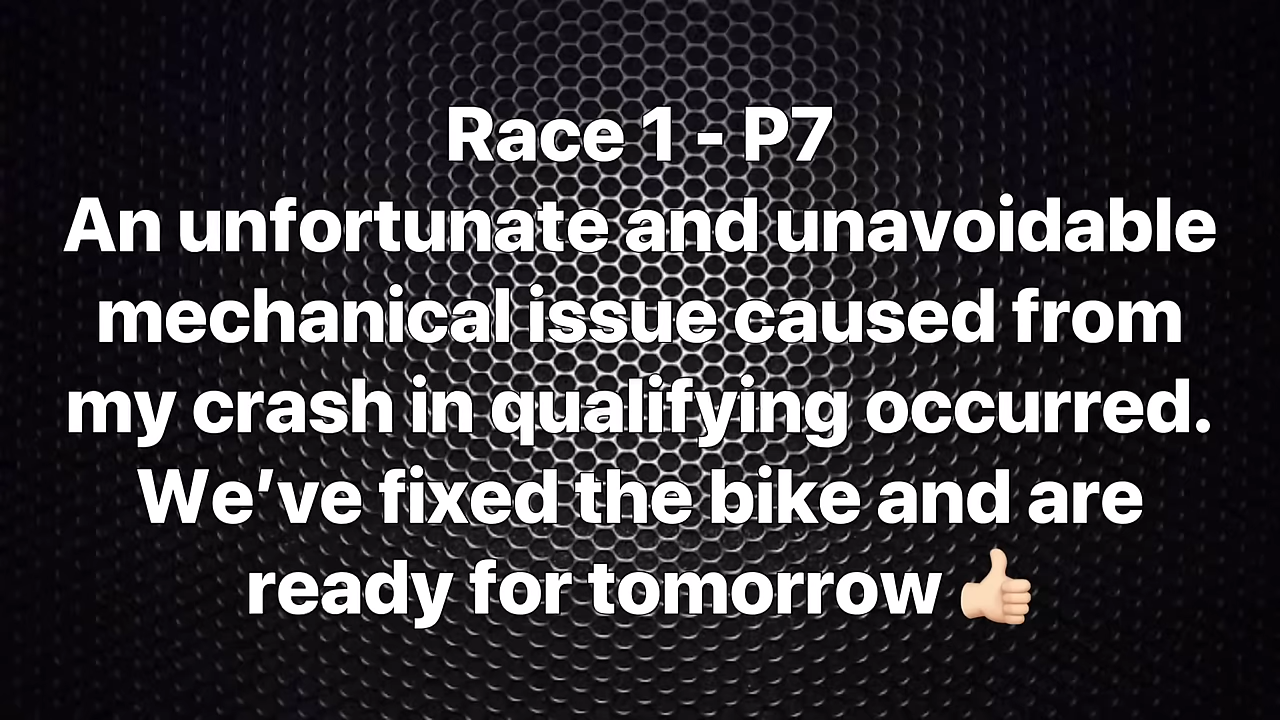 Race 1 - P7
An unfortunate and unavoidable
mechanical issue caused from
my crash in qualifying occurred.
We’ve fixed the bike and are
ready for tomorrow 👍🏻